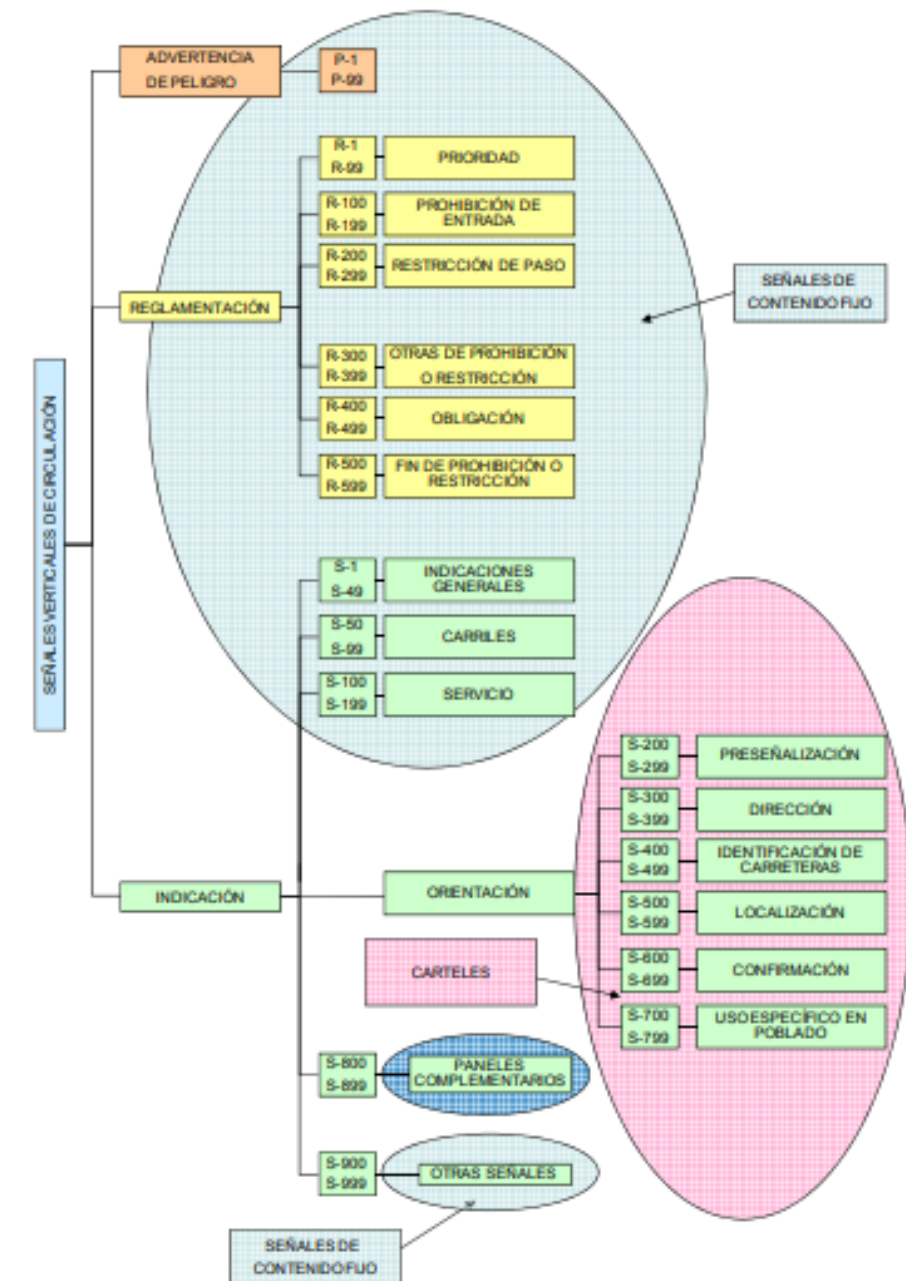 ADVERTENCIA
DE PELIGRO
P-1
P-99
R-1
R-99
PRIORIDAD
R-100
R-199
PROHIBICIÓN DE
ENTRADA
R-200
R-299
RESTRICCIÓN DE PASO
REGLAMENTACIÓN
SEÑALES DE
CONTENIDO FIJO
R-300
R-399
OTRAS DE PROHIBICIÓN
O RESTRICCIÓN
R-400
R-499
OBLIGACIÓN
R-500
R-599
FIN DE PROHIBICIÓN O
RESTRICCIÓN
SEÑALES VERTICALES DE CIRCULACIÓN
S-1
S-49
INDICACIONES
GENERALES
S-50
S-99
CARRILES
S-100
S-199
SERVICIO
S-200
S-299
PRESEÑALIZACIÓN
S-300
S-399
DIRECCIÓN
S-400
S-499
IDENTIFICACIÓN DE
CARRETERAS
INDICACIÓN
ORIENTACIÓN
S-500
S-599
LOCALIZACIÓN
CARTELES
S-600
S-699
CONFIRMACIÓN
S-700
S-799
USO ESPECÍFICO EN
POBLADO
S-800
S-899
PANELES
COMPLEMENTARIOS
S-900
S-999
OTRAS SEÑALES
SEÑALES DE
CONTENIDO FIJO